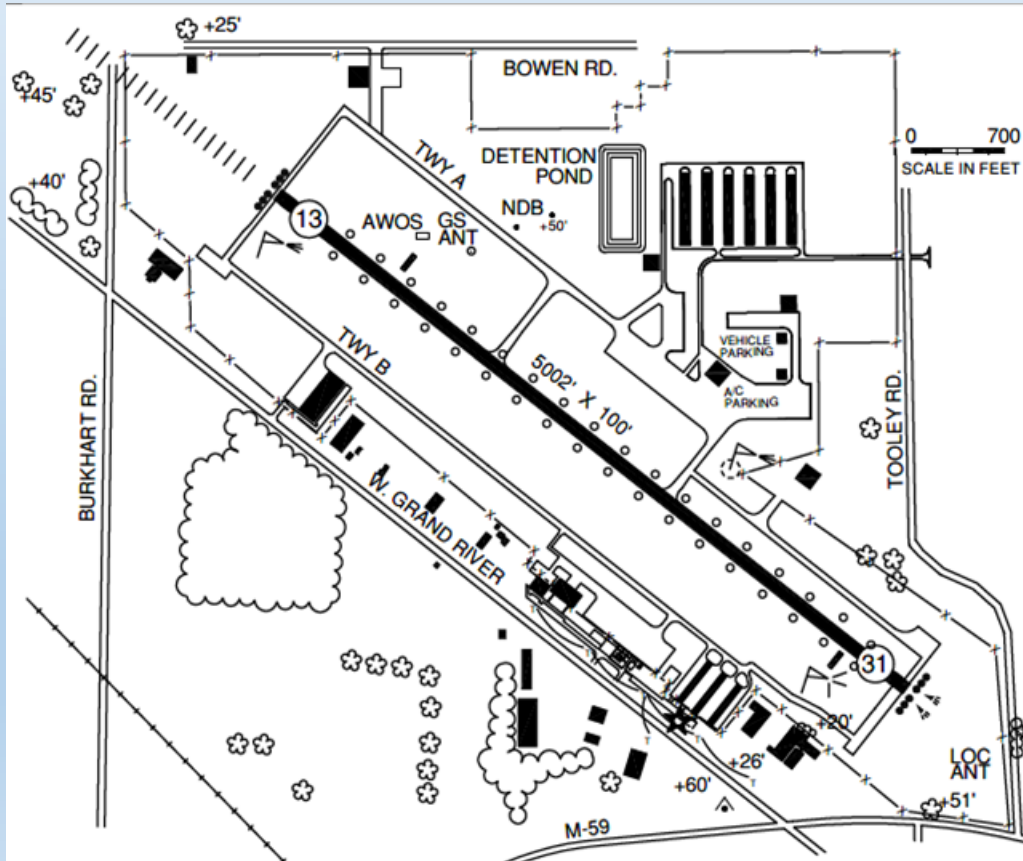 +25'
BOWEN RD.
+45'
0 700
SCALE IN FEET
TWY A
DETENTION
POND
+40'
NDB
+50'
13
AWOS
GS
ANT
TWY B
5002' X 100'
VEHICLE
PARKING
A/C
PARKING
TOOLEY RD.
BURKHART RD.
W. GRAND RIVER
31
+20'
+26'
LOC
ANT
+60'
+51'
M-59